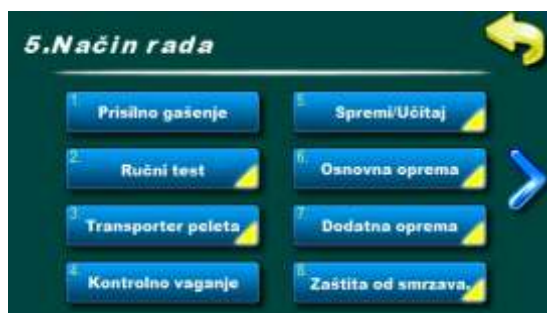 5.Način rada
1. Prisilno gašenje
2. Ručni test
3. Transporter peleta
4. Kontrolno vaganje
5. Spremi/Učitaj
6. Osnovna oprema
7. Dodatna oprema
8. Zaštita od smrzava.